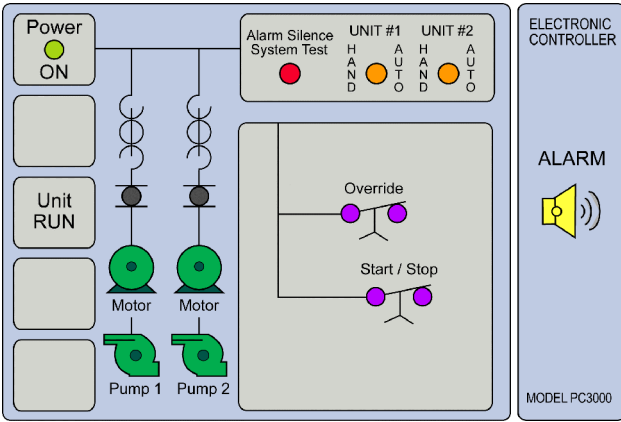 Power
ON
Alarm Silence
System Test
UNIT #1
HAND
AUTO
UNIT #2
HAND
AUTO
Unit
RUN
Override
Start / Stop
Motor
Motor
Pump 1
Pump 2
ELECTRONIC
CONTROLLER
ALARM
MODEL PC3000